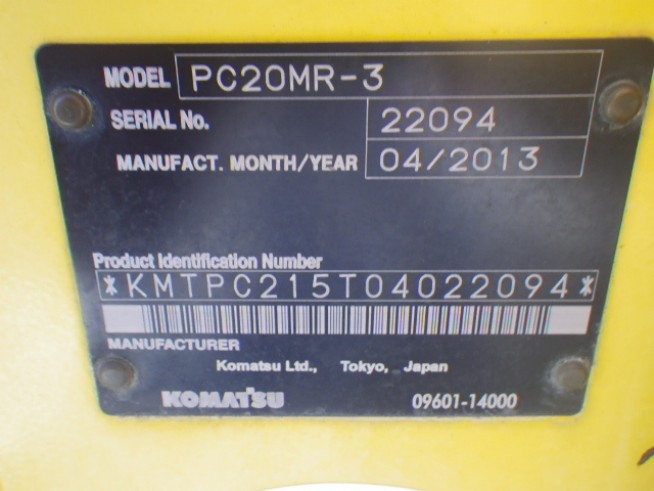 MODEL PC20MR-3
SERIAL No. 22094
MANUFACT. MONTH/YEAR 04/2013
Product Identification Number
*KMTPC215T04022094*
MANUFACTURER
Komatsu Ltd., Tokyo, Japan
KOMATSU 09601-14000